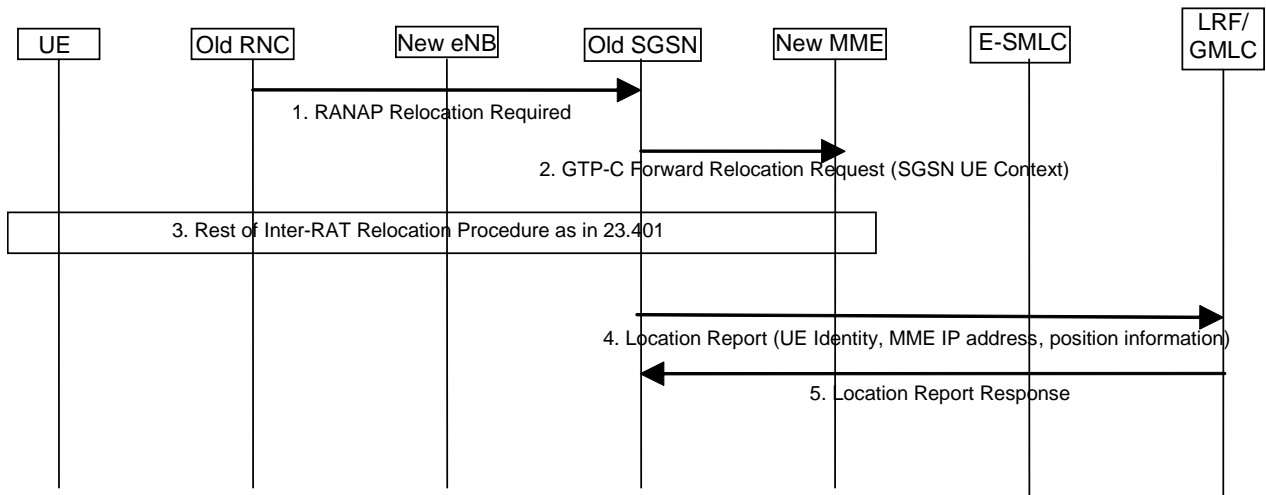 UE
Old RNC
New eNB
Old SGSN
New MME
E-SMLC
LRF/
GMLC
1. RANAP Relocation Required
2. GTP-C Forward Relocation Request (SGSN UE Context)
3. Rest of Inter-RAT Relocation Procedure as in 23.401
4. Location Report (UE Identity, MME IP address, position information)
5. Location Report Response